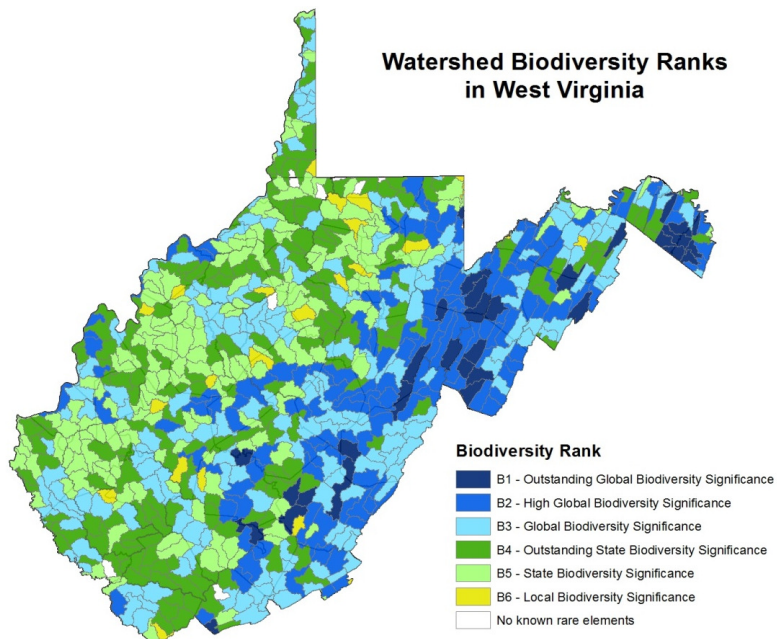 Watershed Biodiversity Ranks
in West Virginia
Biodiversity Rank
B1 - Outstanding Global Biodiversity Significance
B2 - High Global Biodiversity Significance
B3 - Global Biodiversity Significance
B4 - Outstanding State Biodiversity Significance
B5 - State Biodiversity Significance
B6 - Local Biodiversity Significance
No known rare elements